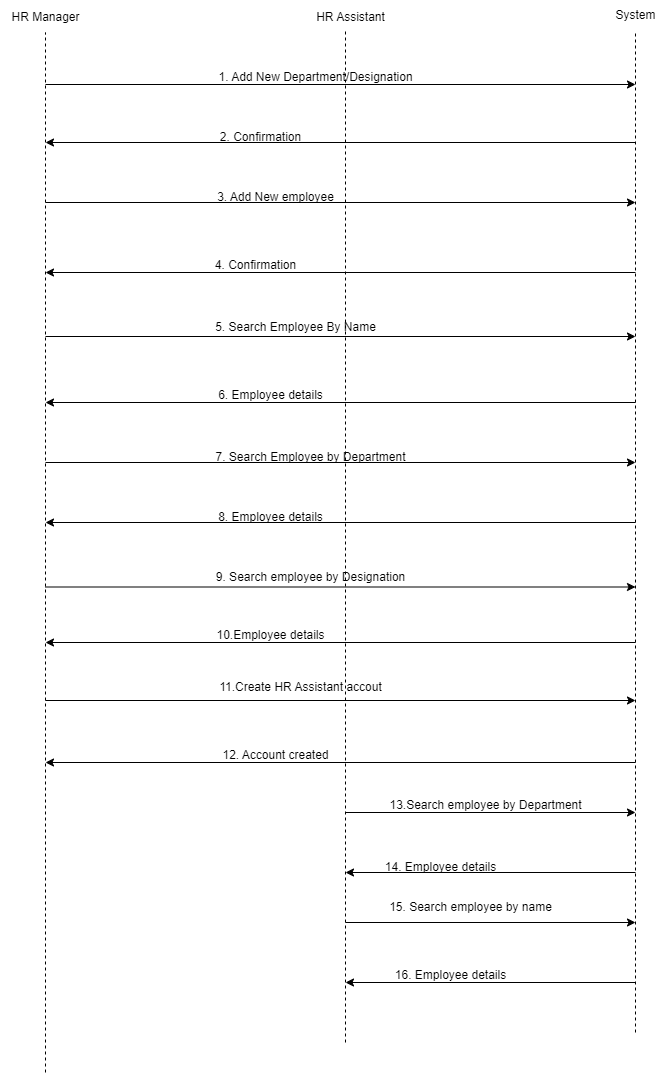 HR Manager
HR Assistant
System
1. Add New Department/Designation
2. Confirmation
3. Add New employee
4. Confirmation
5. Search Employee By Name
6. Employee details
7. Search Employee by Department
8. Employee details
9. Search employee by Designation
10.Employee details
11.Create HR Assistant accout
12. Account created
13.Search employee by Department
14. Employee details
15. Search employee by name
16. Employee details